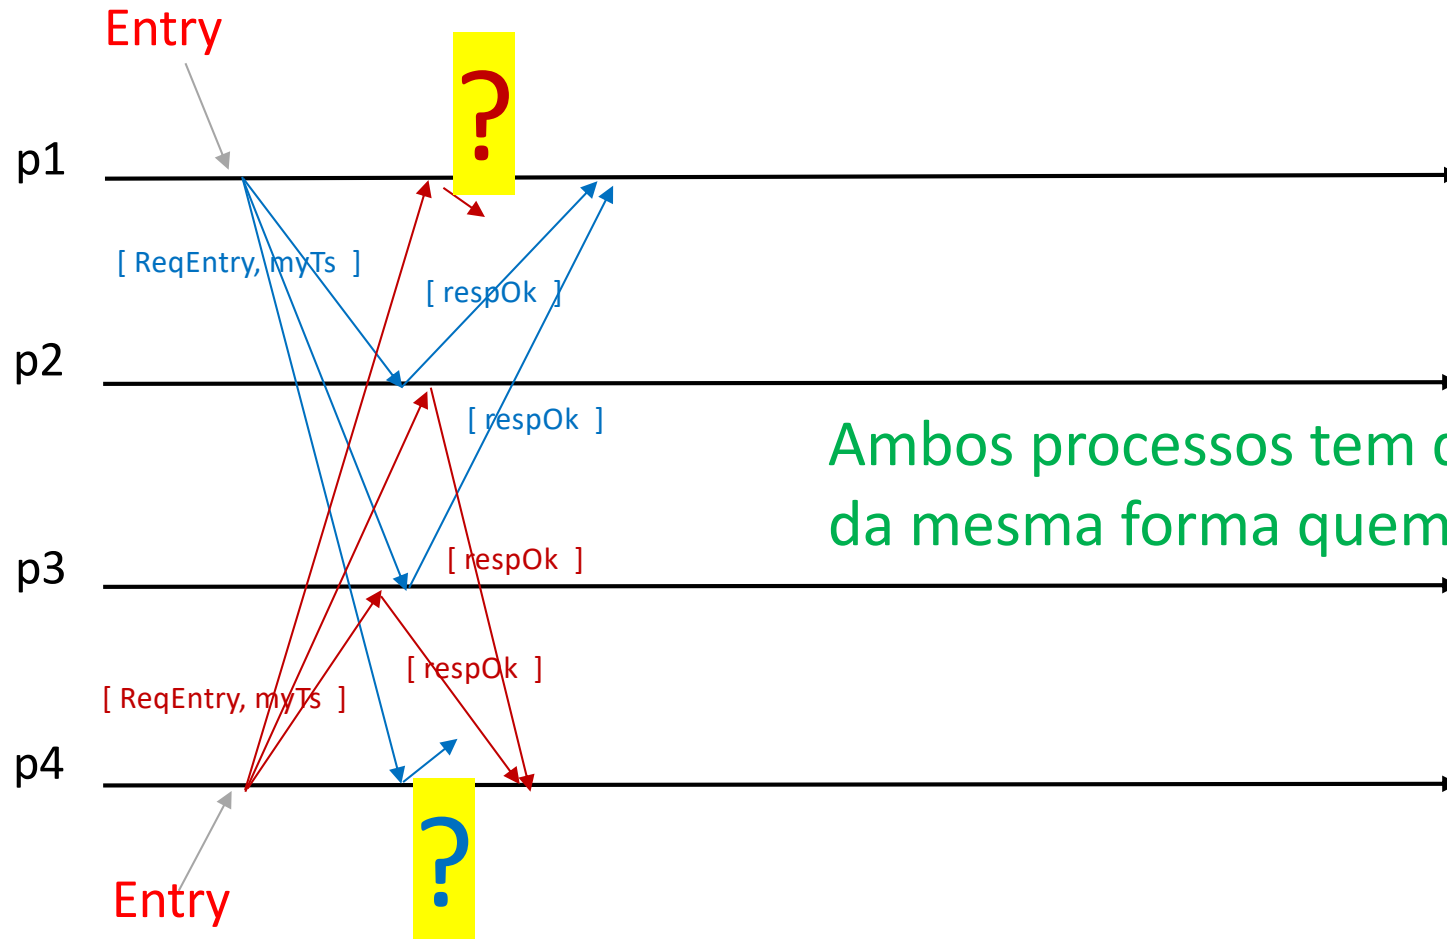 Entry
?
p1
[ ReqEntry, myTs ]
[ respOk ]
p2
[ respOk ]
Ambos processos tem
da mesma forma quem
[ respOk ]
p3
[ respOk ]
[ ReqEntry, myTs ]
p4
?
Entry